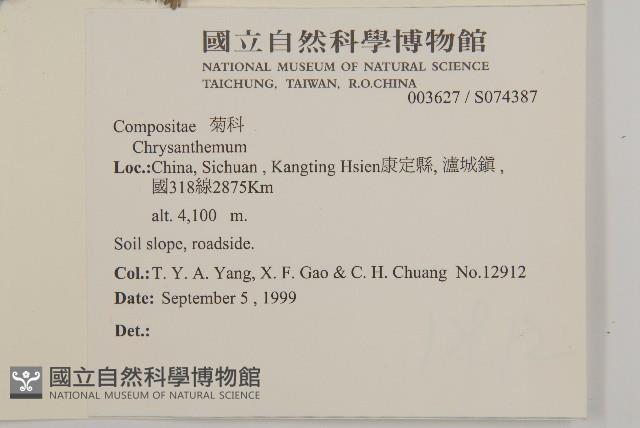 國立自然科學博物館
NATIONAL MUSEUM OF NATURAL SCIENCE
TAICHUNG, TAIWAN, R.O.CHINA
003627 / S074387
Compositae 菊科
Chrysanthemum
Loc.:China, Sichuan , Kangting Hsien康定縣, 瀘城鎮 ,
國318線2875Km
alt. 4,100 m.
Soil slope, roadside.
Col.: T. Y. A. Yang, X. F. Gao & C. H. Chuang No.12912
Date: September 5 , 1999
Det.:
國立自然科學博物館
NATIONAL MUSEUM OF NATURAL SCIENCE